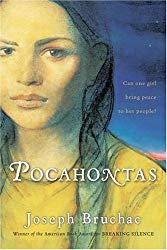 Can one girl
bring peace
to her people?
POCAHONTAS
Joseph Bruchac
Winner of the American Book Award for BREAKING SILENCE